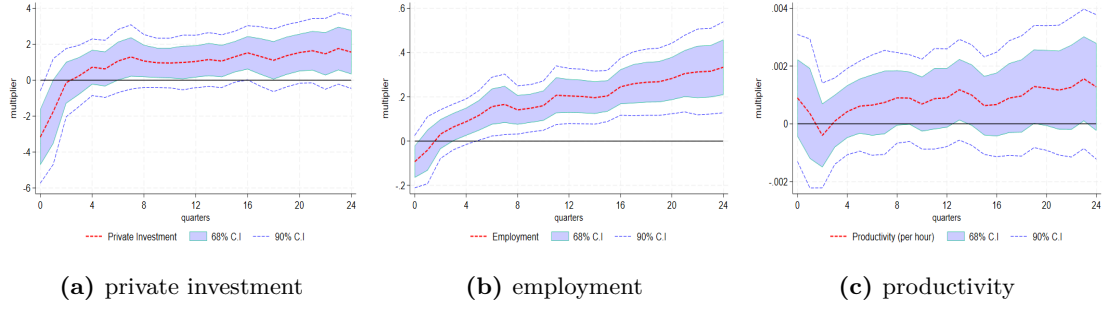 4
2
0
-2
-4
-6
multiplier
0 4 8 12 16 20 24
quarters
Private Investment 68% C.I 90% C.I
(a) private investment
.6
.4
.2
0
-.2
multiplier
0 4 8 12 16 20 24
quarters
Employment 68% C.I 90% C.I
(b) employment
.004
.002
0
-.002
multiplier
0 4 8 12 16 20 24
quarters
Productivity (per hour) 68% C.I 90% C.I
(c) productivity